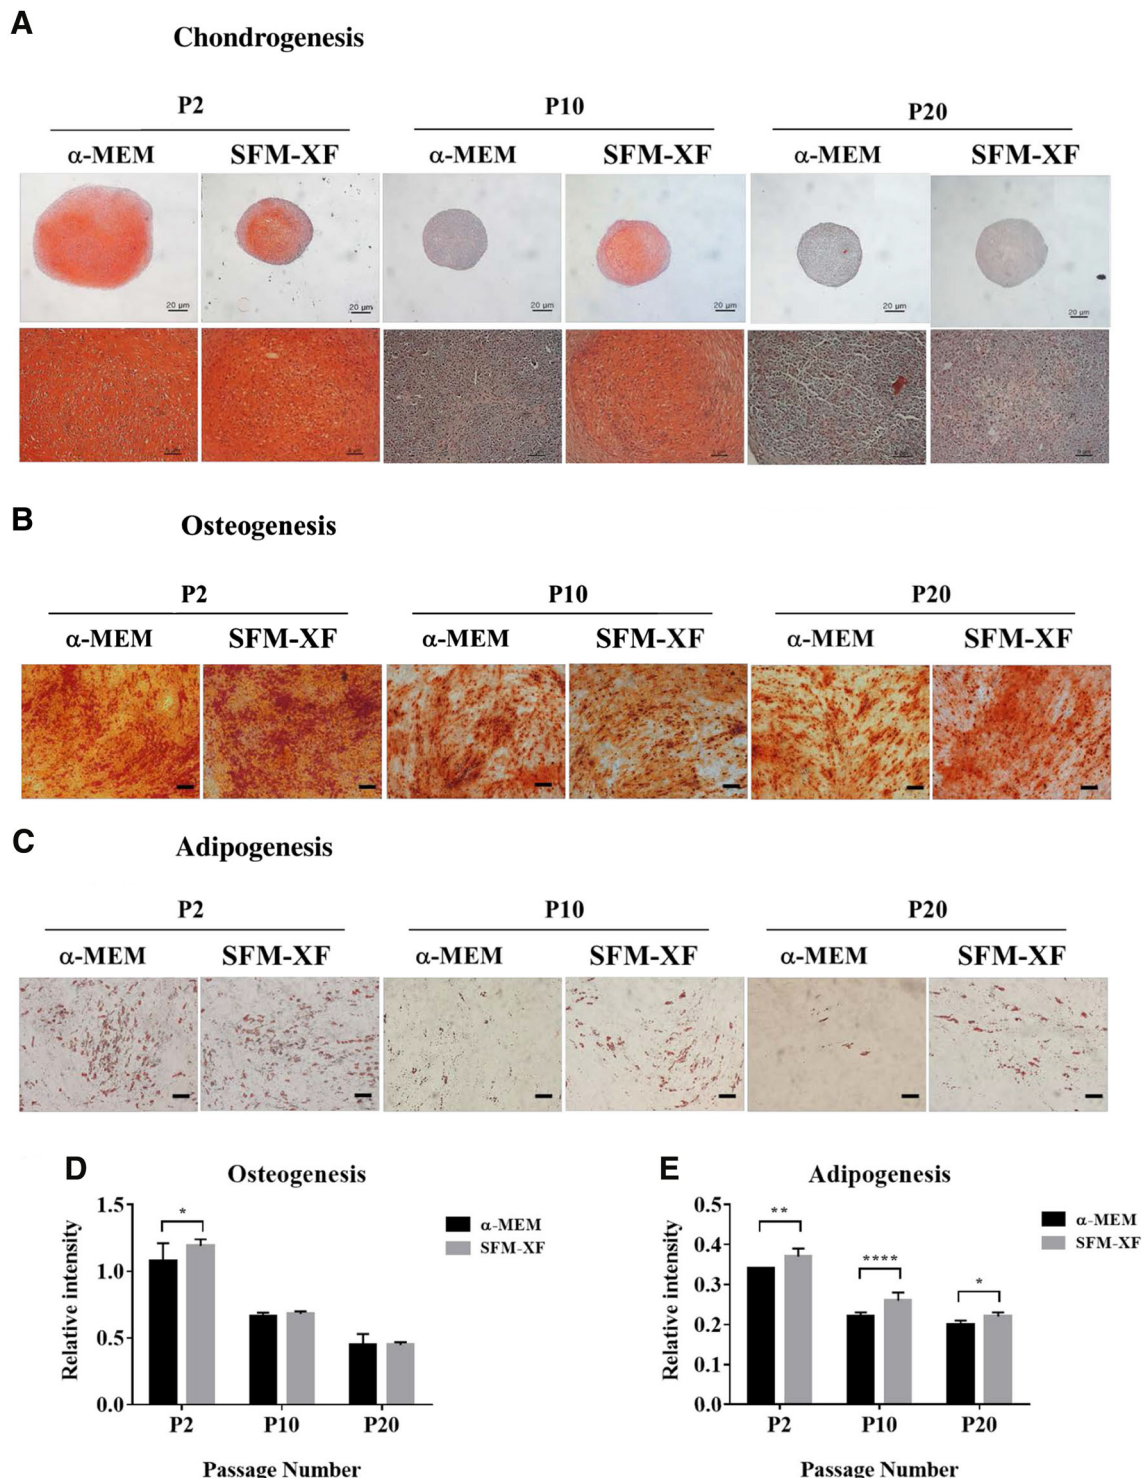 A
Chondrogenesis
P2 P10 P20
α-MEM SFM-XF α-MEM SFM-XF α-MEM SFM-XF
20 µm 20 µm 20 µm 20 µm 20 µm 20 µm
B
Osteogenesis
P2 P10 P20
α-MEM SFM-XF α-MEM SFM-XF α-MEM SFM-XF
C
Adipogenesis
P2 P10 P20
α-MEM SFM-XF α-MEM SFM-XF α-MEM SFM-XF
D
Osteogenesis
Relative intensity
1.5
1.0
0.5
0.0
*
α-MEM
SFM-XF
P2 P10 P20
Passage Number
E
Adipogenesis
Relative intensity
0.5
0.4
0.3
0.2
0.1
0.0
**
****
*
α-MEM
SFM-XF
P2 P10 P20
Passage Number